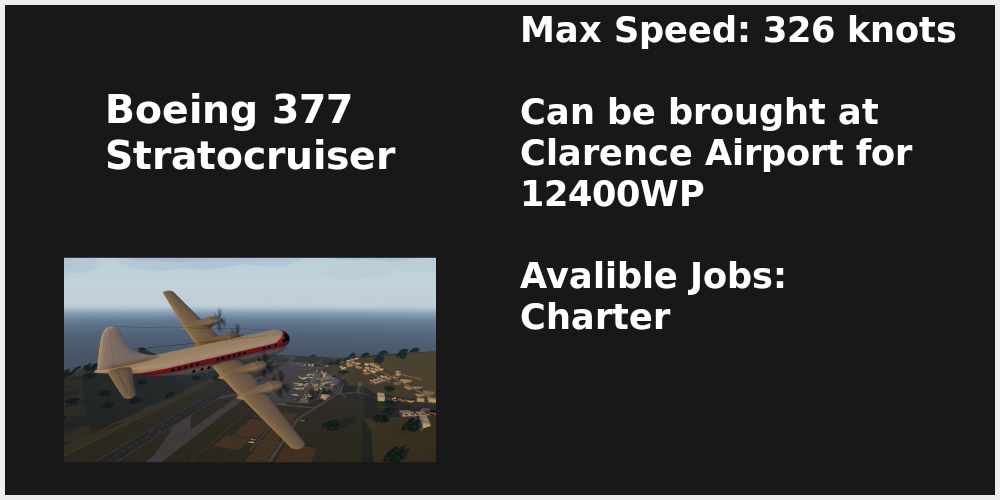 Boeing 377
Stratocruiser
Max Speed: 326 knots
Can be brought at
Clarence Airport for
12400WP
Avalible Jobs:
Charter